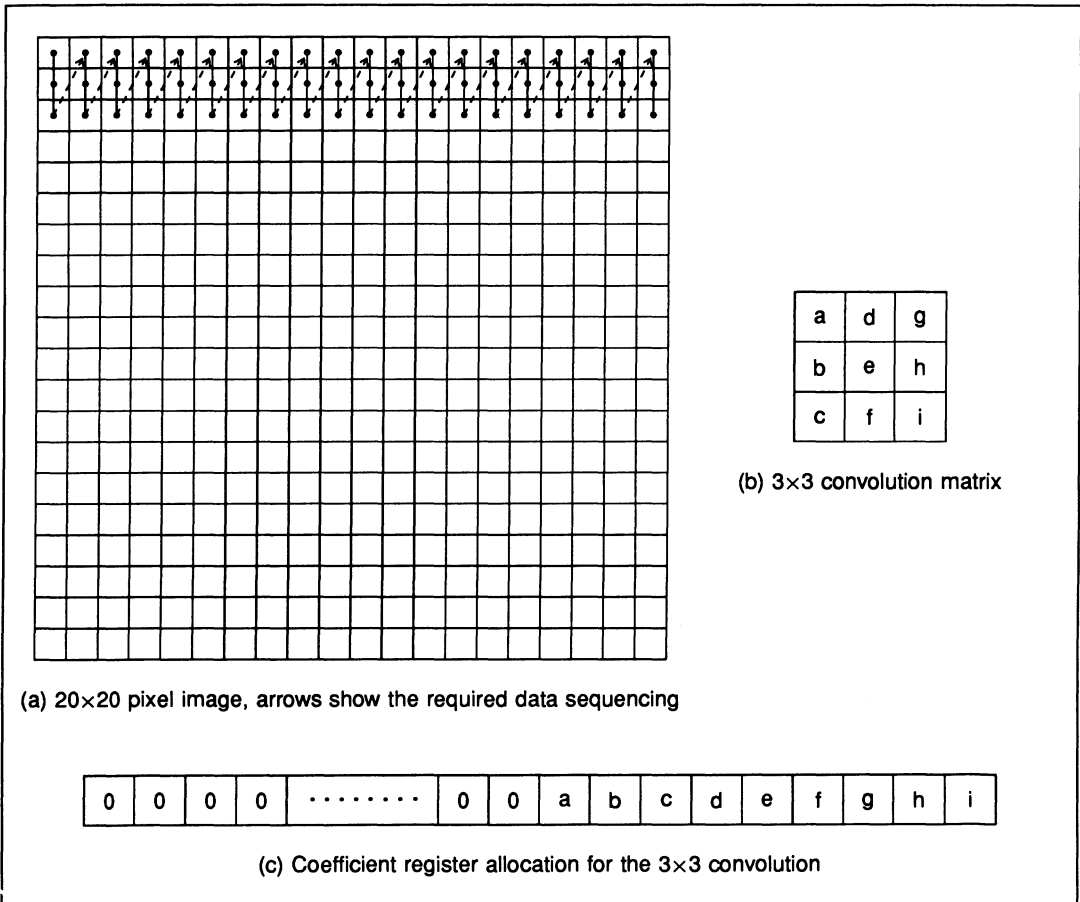 a d g
b e h
c f i
(b) 3×3 convolution matrix
(a) 20×20 pixel image, arrows show the required data sequencing
0 0 0 0 ········ 0 0 a b c d e f g h i
(c) Coefficient register allocation for the 3×3 convolution